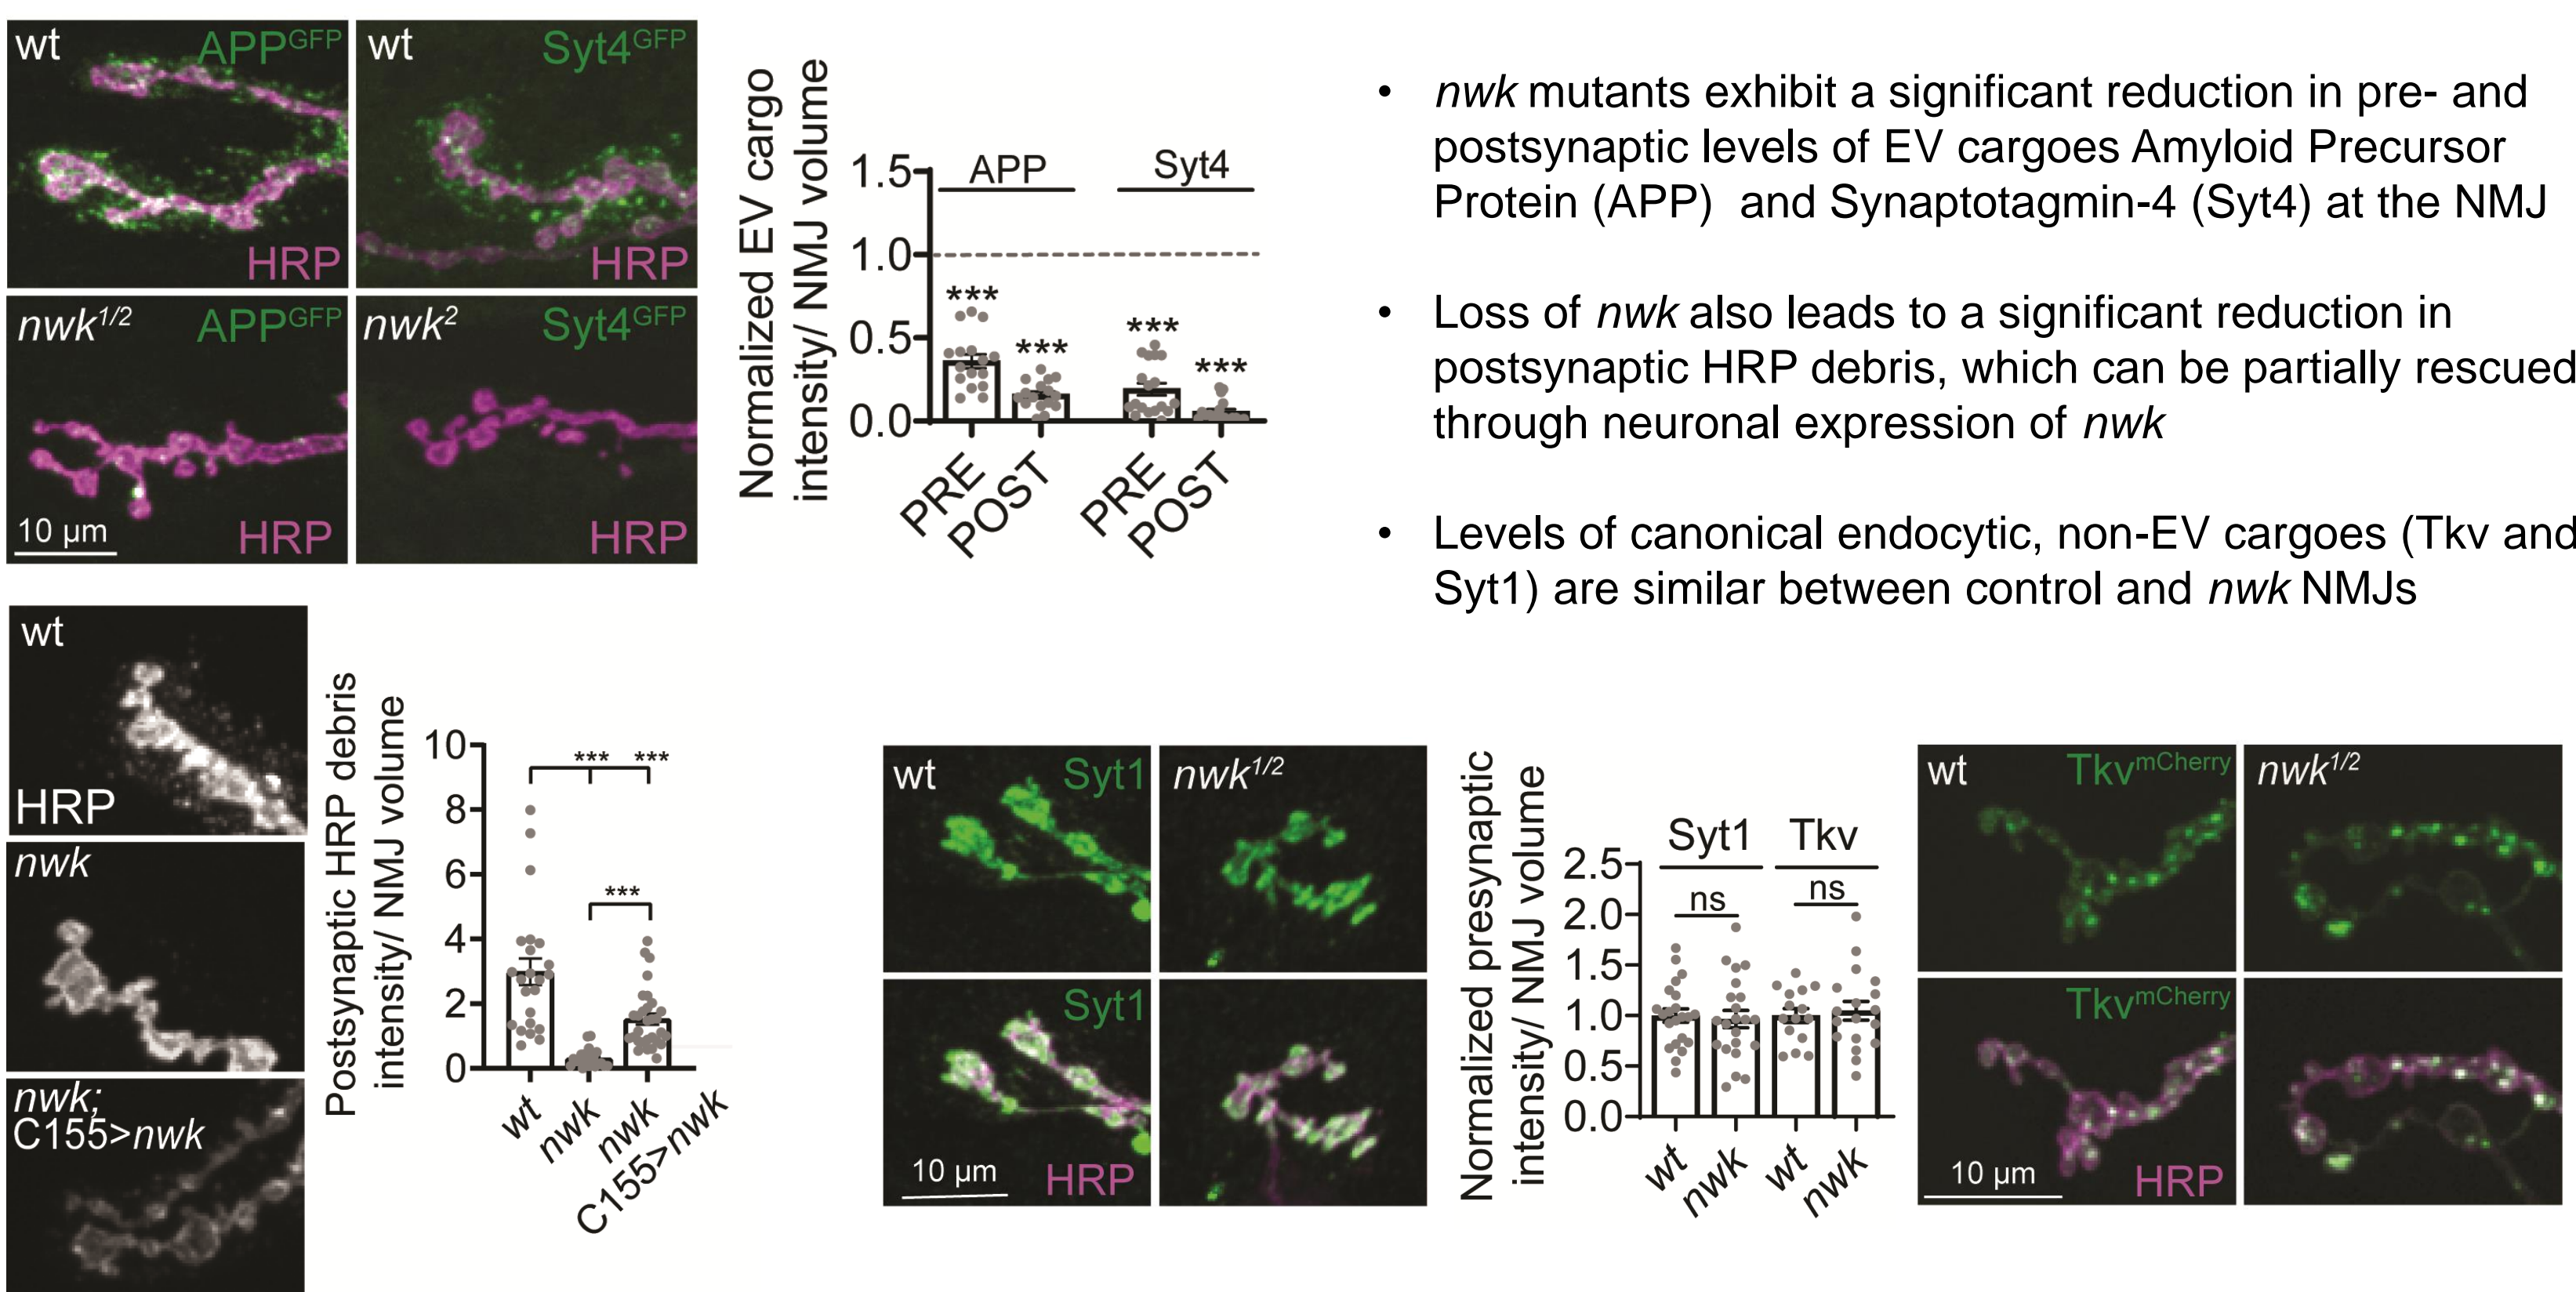 wt
APPGFP
HRP
wt
Syt4GFP
HRP
nwk1/2
APPGFP
10 µm
HRP
nwk2
Syt4GFP
HRP
Normalized EV cargo
intensity/ NMJ volume
1.5
1.0
0.5
0.0
APP
Syt4
***
***
***
***
PRE
POST
PRE
POST
• nwk mutants exhibit a significant reduction in pre- and
postsynaptic levels of EV cargoes Amyloid Precursor
Protein (APP) and Synaptotagmin-4 (Syt4) at the NMJ
• Loss of nwk also leads to a significant reduction in
postsynaptic HRP debris, which can be partially rescued
through neuronal expression of nwk
• Levels of canonical endocytic, non-EV cargoes (Tkv and
Syt1) are similar between control and nwk NMJs
wt
HRP
nwk
nwk;
C155>nwk
Postsynaptic HRP debris
intensity/ NMJ volume
10
8
6
4
2
0
*** ***
***
wt
nwk
nwk
C155>nwk
wt
Syt1
nwk1/2
Syt1
10 µm
HRP
Normalized presynaptic
intensity/ NMJ volume
2.5
2.0
1.5
1.0
0.5
0.0
Syt1
Tkv
ns
ns
wt
nwk
wt
nwk
wt
TkvmCherry
nwk1/2
TkvmCherry
10 µm
HRP